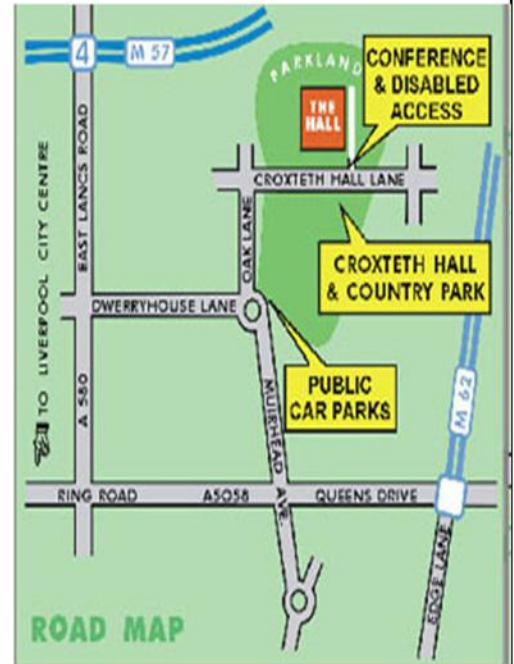 4
M 57
PARKLAND
CONFERENCE
& DISABLED
ACCESS
THE
HALL
EAST LANCS ROAD
CROXTETH HALL LANE
OAK LANE
TO LIVERPOOL CITY CENTRE
CROXTETH HALL
& COUNTRY PARK
DWERRYHOUSE LANE
PUBLIC
CAR PARKS
MUIRHEAD AVE.
A 580
M 62
RING ROAD
A5058
QUEENS DRIVE
EDGE LANE
ROAD MAP